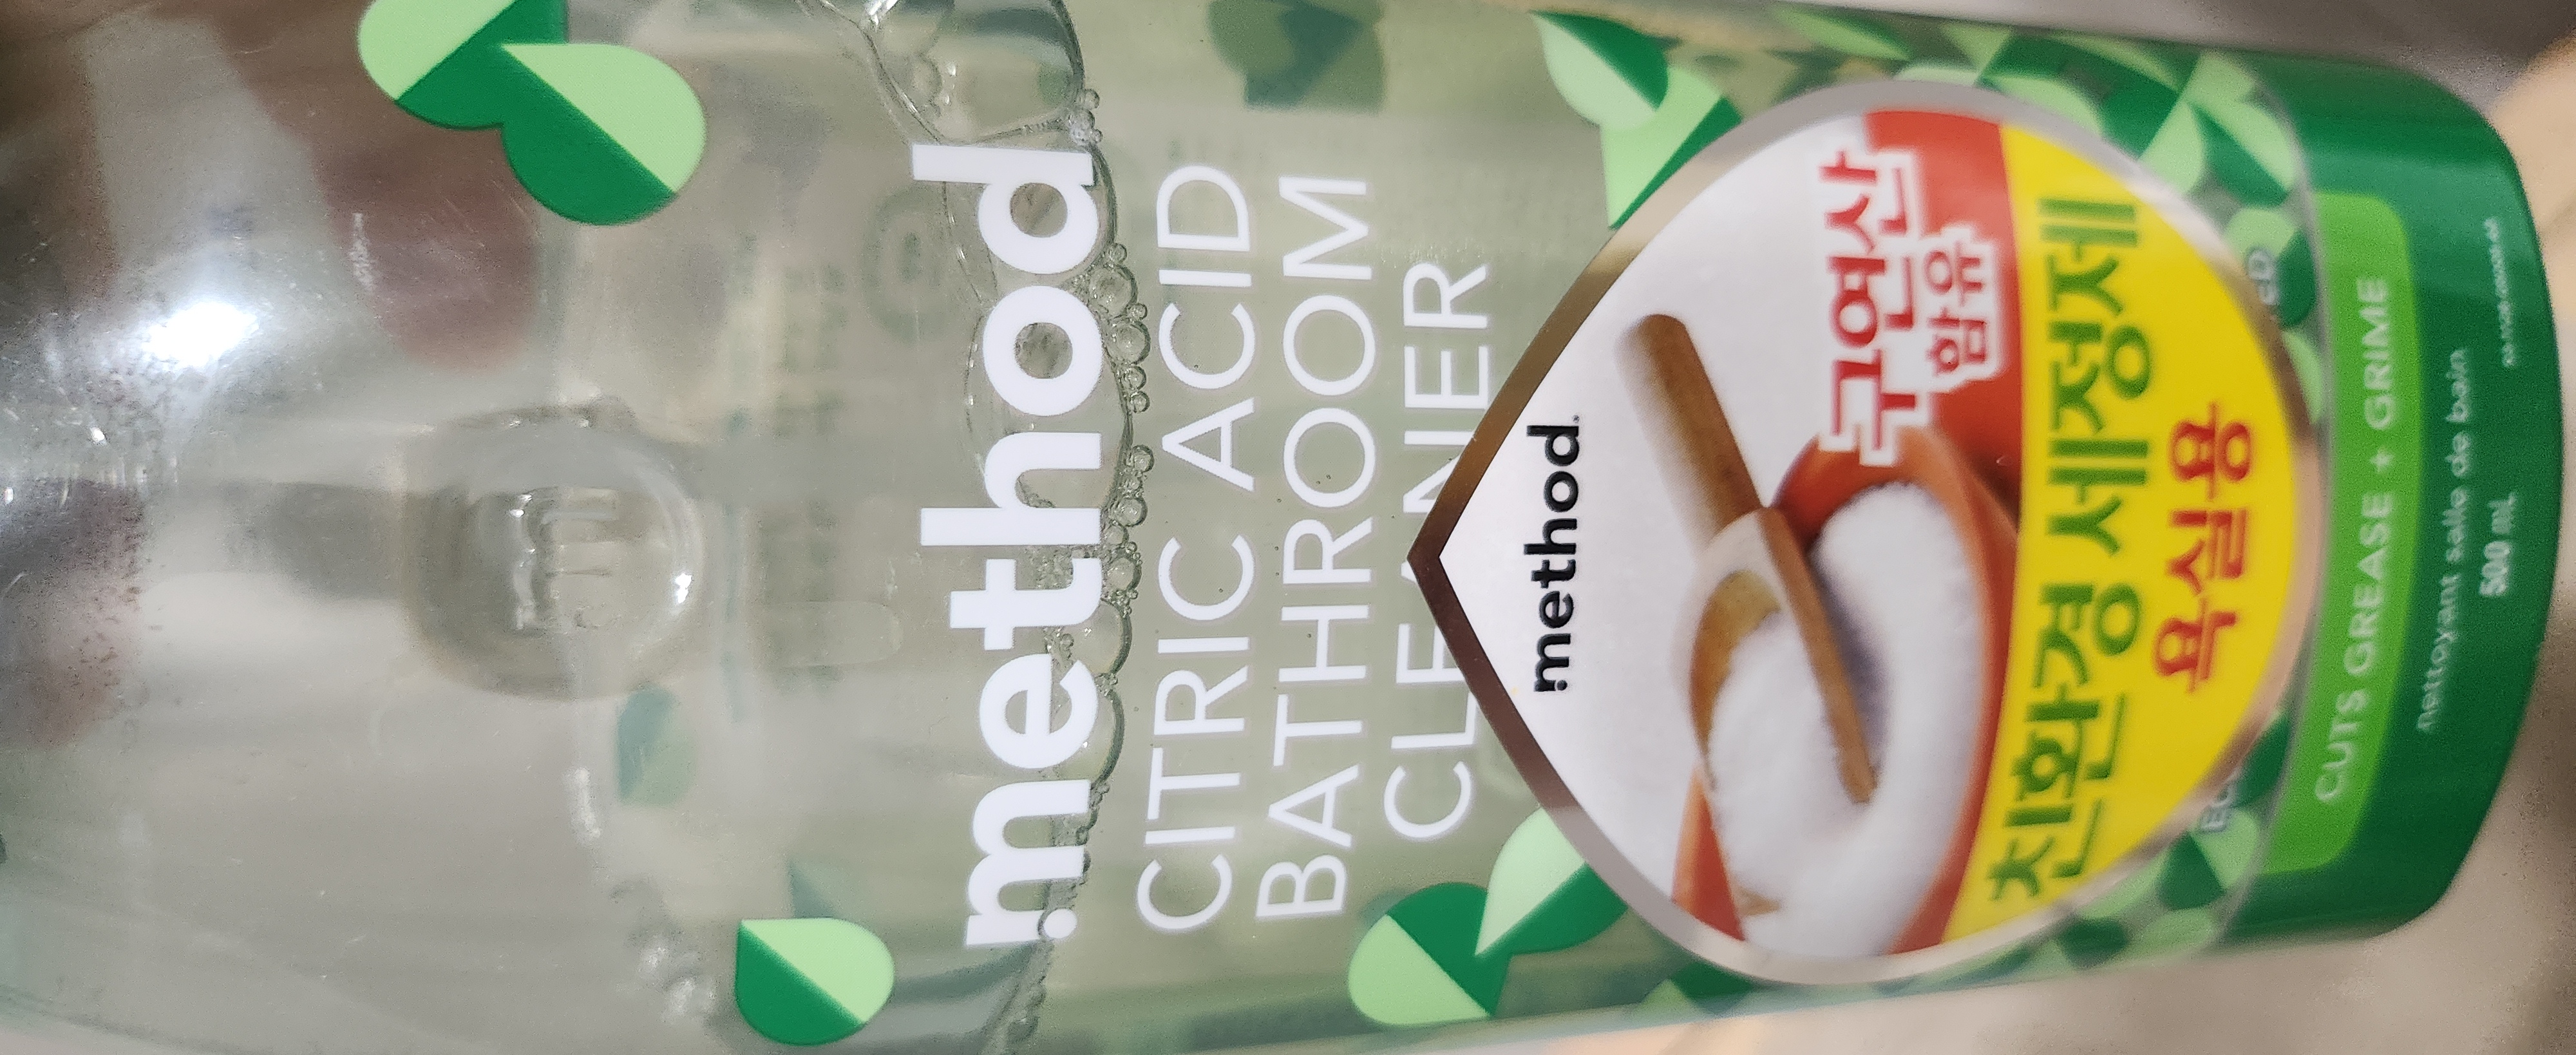 method
CITRIC ACID
BATHROOM
CLEANER
method
구연산
함유
친환경 세정제
욕실용
CUTS GREASE + GRIME
nettoyant salle de bain
500 mL